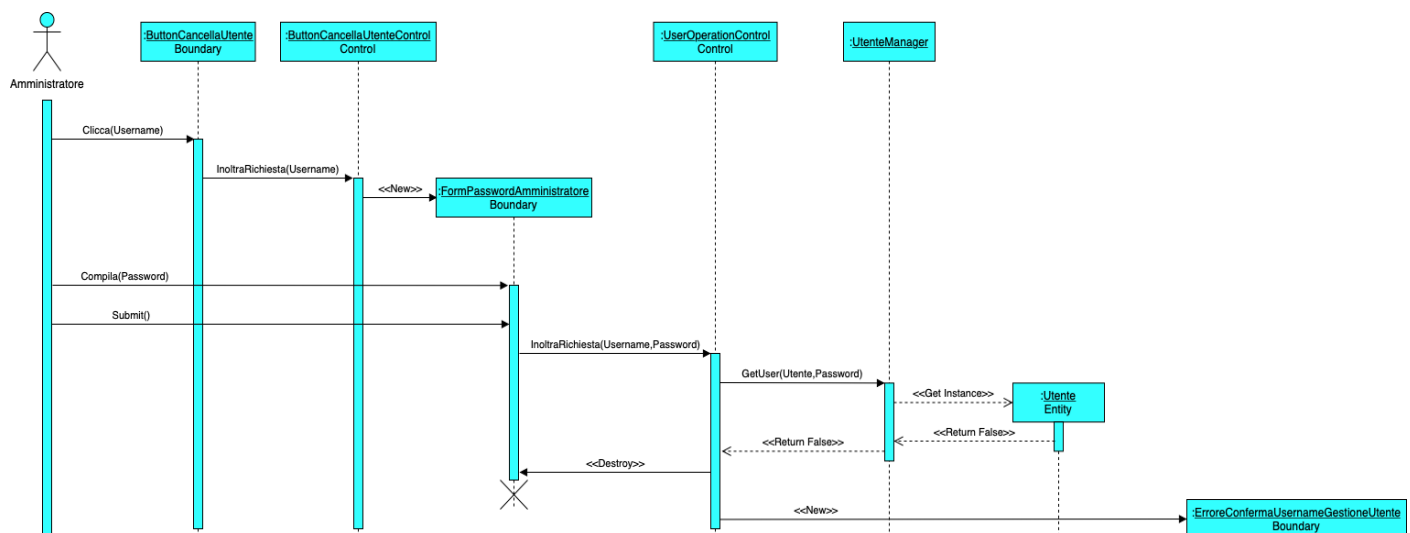 :ButtonCancellaUtente
Boundary
:ButtonCancellaUtenteControl
Control
:UserOperationControl
Control
:UtenteManager
Amministratore
Clicca(Username)
InoltraRichiesta(Username)
<<New>>
:FormPasswordAmministratore
Boundary
Compila(Password)
Submit()
InoltraRichiesta(Username,Password)
GetUser(Utente,Password)
<<Get Instance>>
:Utente
Entity
<<Return False>>
<<Return False>>
<<Destroy>>
<<New>>
:ErroreConfermaUsernameGestioneUtente
Boundary